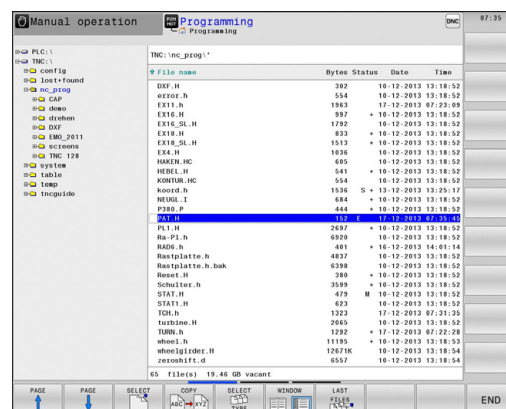 Manual operation
Programming
Programming
DNC
07:35
PLC:\
TNC:\
config
lost+found
nc_prog
CAP
demo
drehen
DXF
EMO_2011
screens
TNC 128
system
table
temp
tncguide
TNC:\nc_prog\*
File name Bytes Status Date Time
DXF.H 302 10-12-2013 13:18:52
error.h 554 10-12-2013 13:18:52
EX11.h 1963 17-12-2013 07:23:09
EX16.H 997 + 10-12-2013 13:18:52
EX16_SL.H 1792 10-12-2013 13:18:52
EX18.H 833 + 10-12-2013 13:18:52
EX18_SL.H 1513 + 10-12-2013 13:18:52
EX4.H 1036 10-12-2013 13:18:52
HAKEN.HC 605 10-12-2013 13:18:52
HEBEL.H 541 + 10-12-2013 13:18:52
KONTUR.HC 554 10-12-2013 13:18:52
koord.h 1536 S + 13-12-2013 13:25:17
NEUGL.I 684 + 10-12-2013 13:18:52
P380.P 444 + 10-12-2013 13:18:52
PAT.H 152 E 17-12-2013 07:35:45
PL1.H 2697 + 10-12-2013 13:18:52
Ra-Pl.h 6920 10-12-2013 13:18:52
RAD6.h 401 + 16-12-2013 14:01:14
Rastplatte.h 4837 10-12-2013 13:18:52
Rastplatte.h.bak 6390 10-12-2013 13:18:52
Reset.H 380 + 10-12-2013 13:18:52
Schulter.h 3599 + 10-12-2013 13:18:52
STAT.H 479 M 10-12-2013 13:18:52
STAT1.H 623 10-12-2013 13:18:52
TCH.h 1323 17-12-2013 07:31:35
turbine.H 2065 10-12-2013 13:18:52
TURN.h 1292 + 17-12-2013 07:22:28
wheel.h 11195 + 10-12-2013 13:18:53
wheelgirder.H 12671K 10-12-2013 13:18:54
zeroshift.d 6557 10-12-2013 13:18:54
65 file(s) 19.46 GB vacant
PAGE
PAGE
SELECT
COPY
ABC XYZ
SELECT
TYPE
WINDOW
LAST
FILES
END